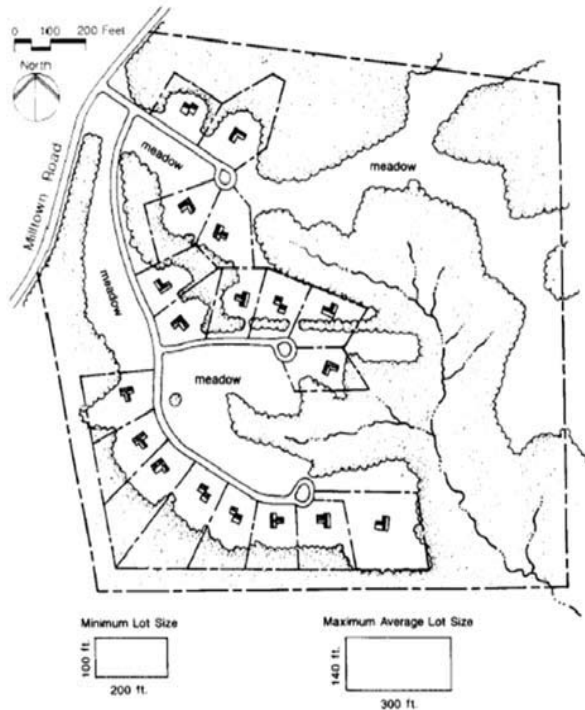 0 100 200 Feet
North
Milltown Road
meadow
meadow
meadow
meadow
Minimum Lot Size
100 ft.
200 ft.
Maximum Average Lot Size
140 ft.
300 ft.